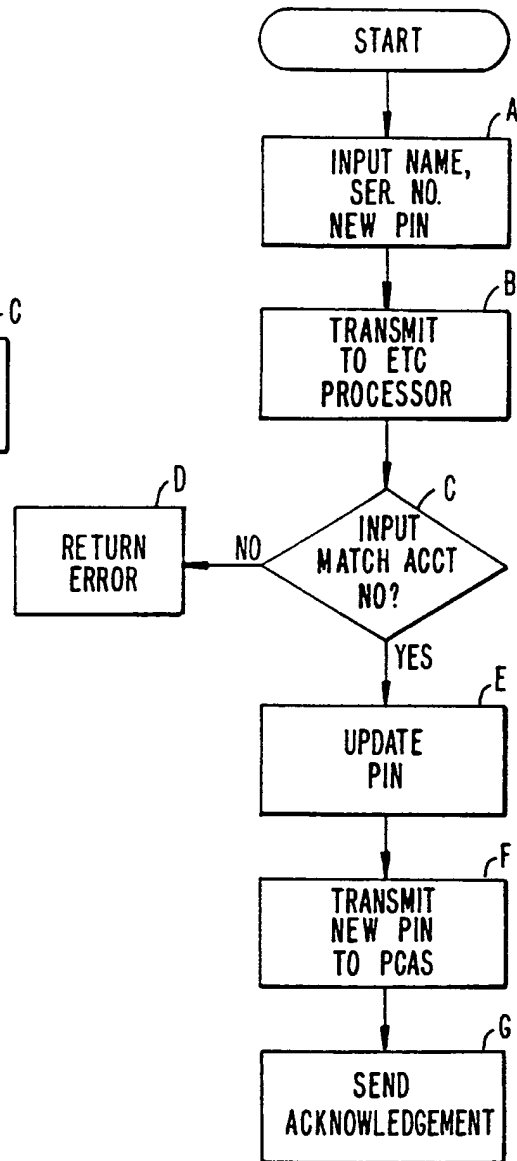 START
A
INPUT NAME,
SER. NO.
NEW PIN
B
C
TRANSMIT
TO ETC
PROCESSOR
C
D
INPUT
MATCH ACCT
NO?
NO
RETURN
ERROR
YES
E
UPDATE
PIN
F
TRANSMIT
NEW PIN
TO PCAS
G
SEND
ACKNOWLEDGEMENT